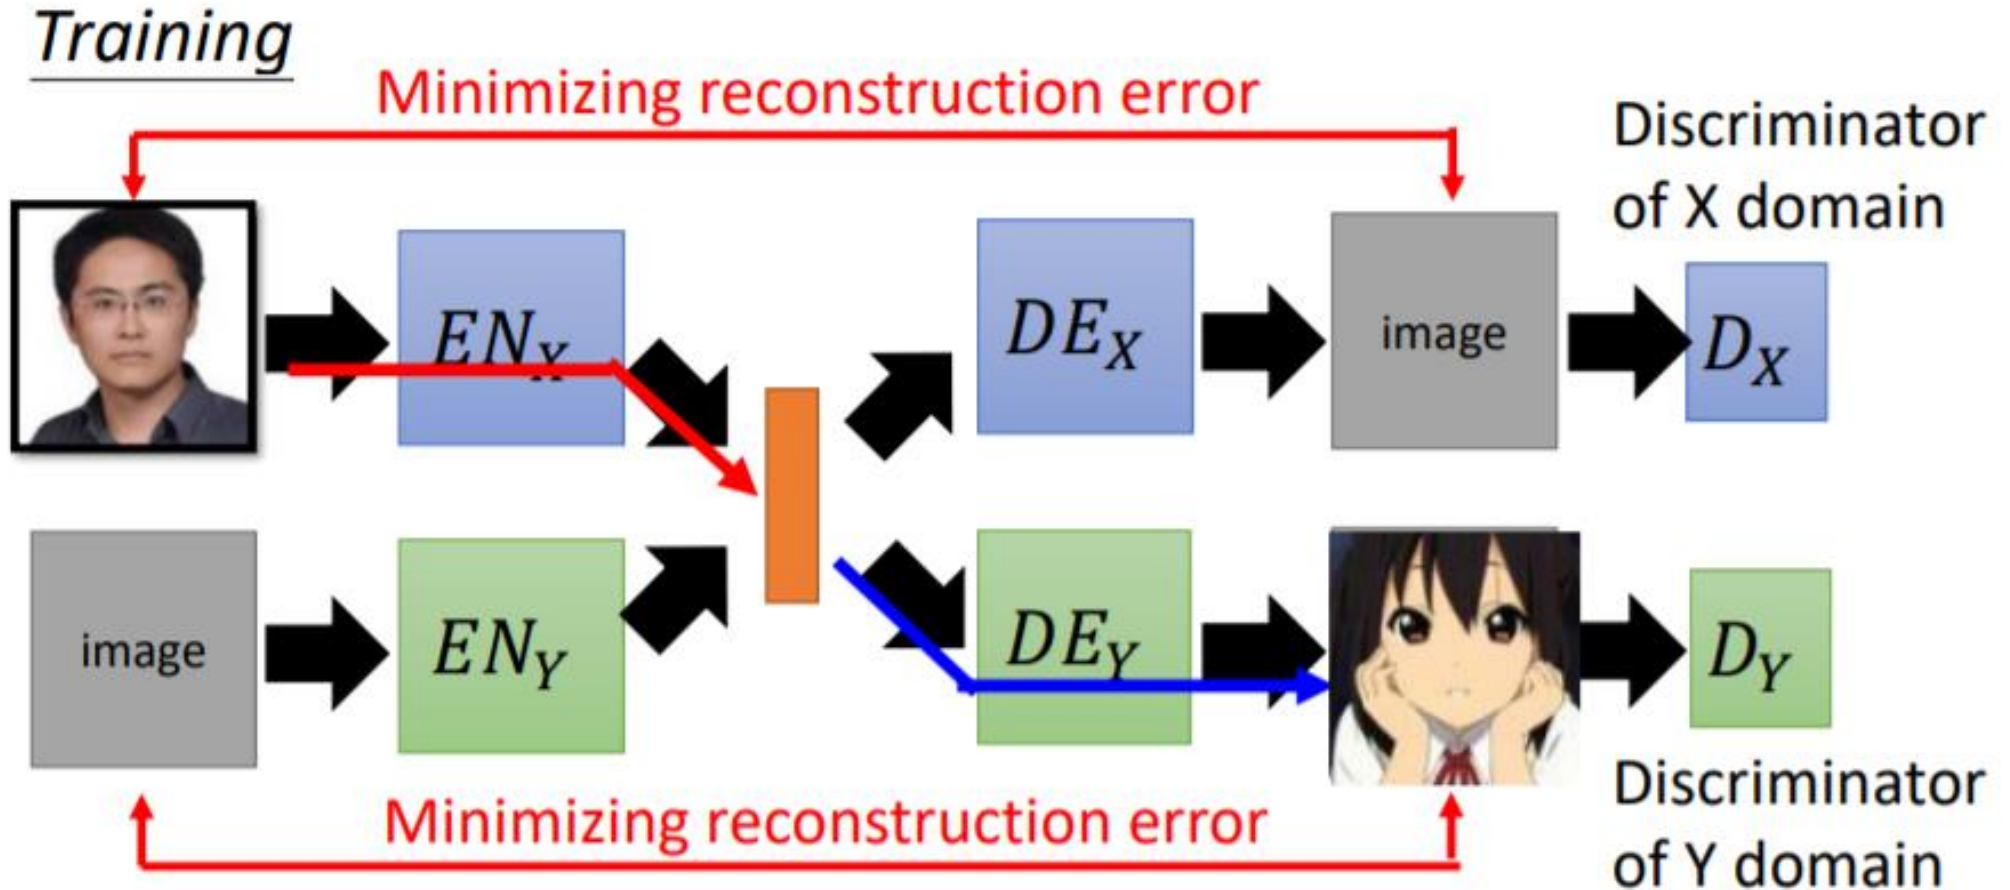 Training
Minimizing reconstruction error
Discriminator
of X domain
EN_X
DE_X
image
D_X
image
EN_Y
DE_Y
D_Y
Minimizing reconstruction error
Discriminator
of Y domain